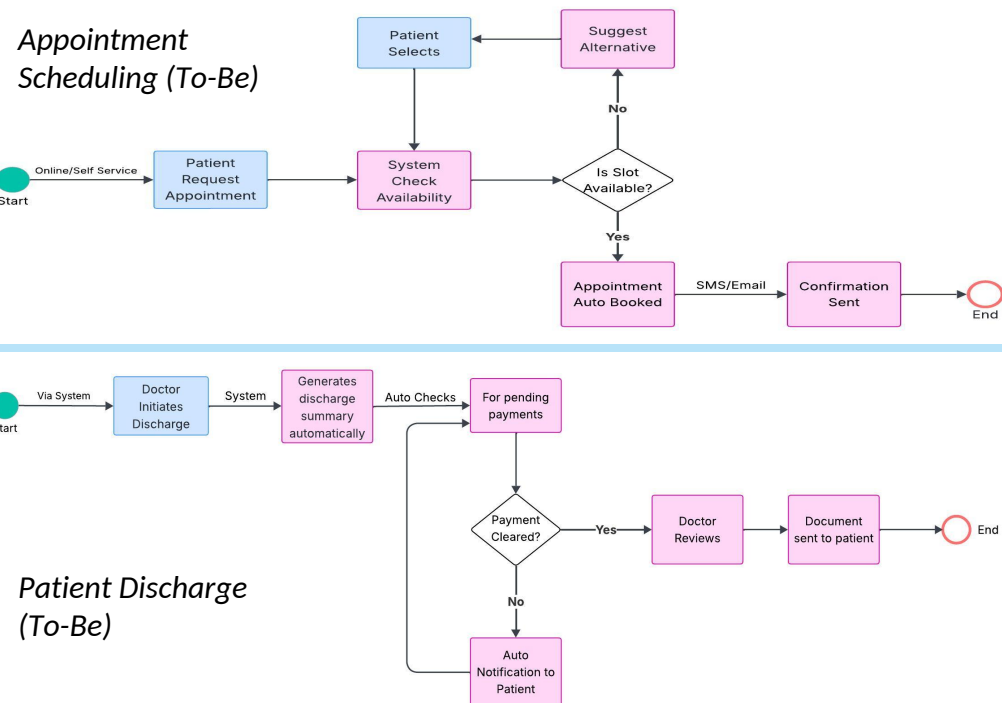 Appointment
Scheduling (To-Be)
Patient
Selects
Suggest
Alternative
No
Online/Self Service
Start
Patient
Request
Appointment
System
Check
Availability
Is Slot
Available?
Yes
Appointment
Auto Booked
SMS/Email
Confirmation
Sent
End
tart
Via System
Doctor
Initiates
Discharge
System
Generates
discharge
summary
automatically
Auto Checks
For pending
payments
Payment
Cleared?
Yes
Doctor
Reviews
Document
sent to patient
End
No
Auto
Notification to
Patient
Patient Discharge
(To-Be)